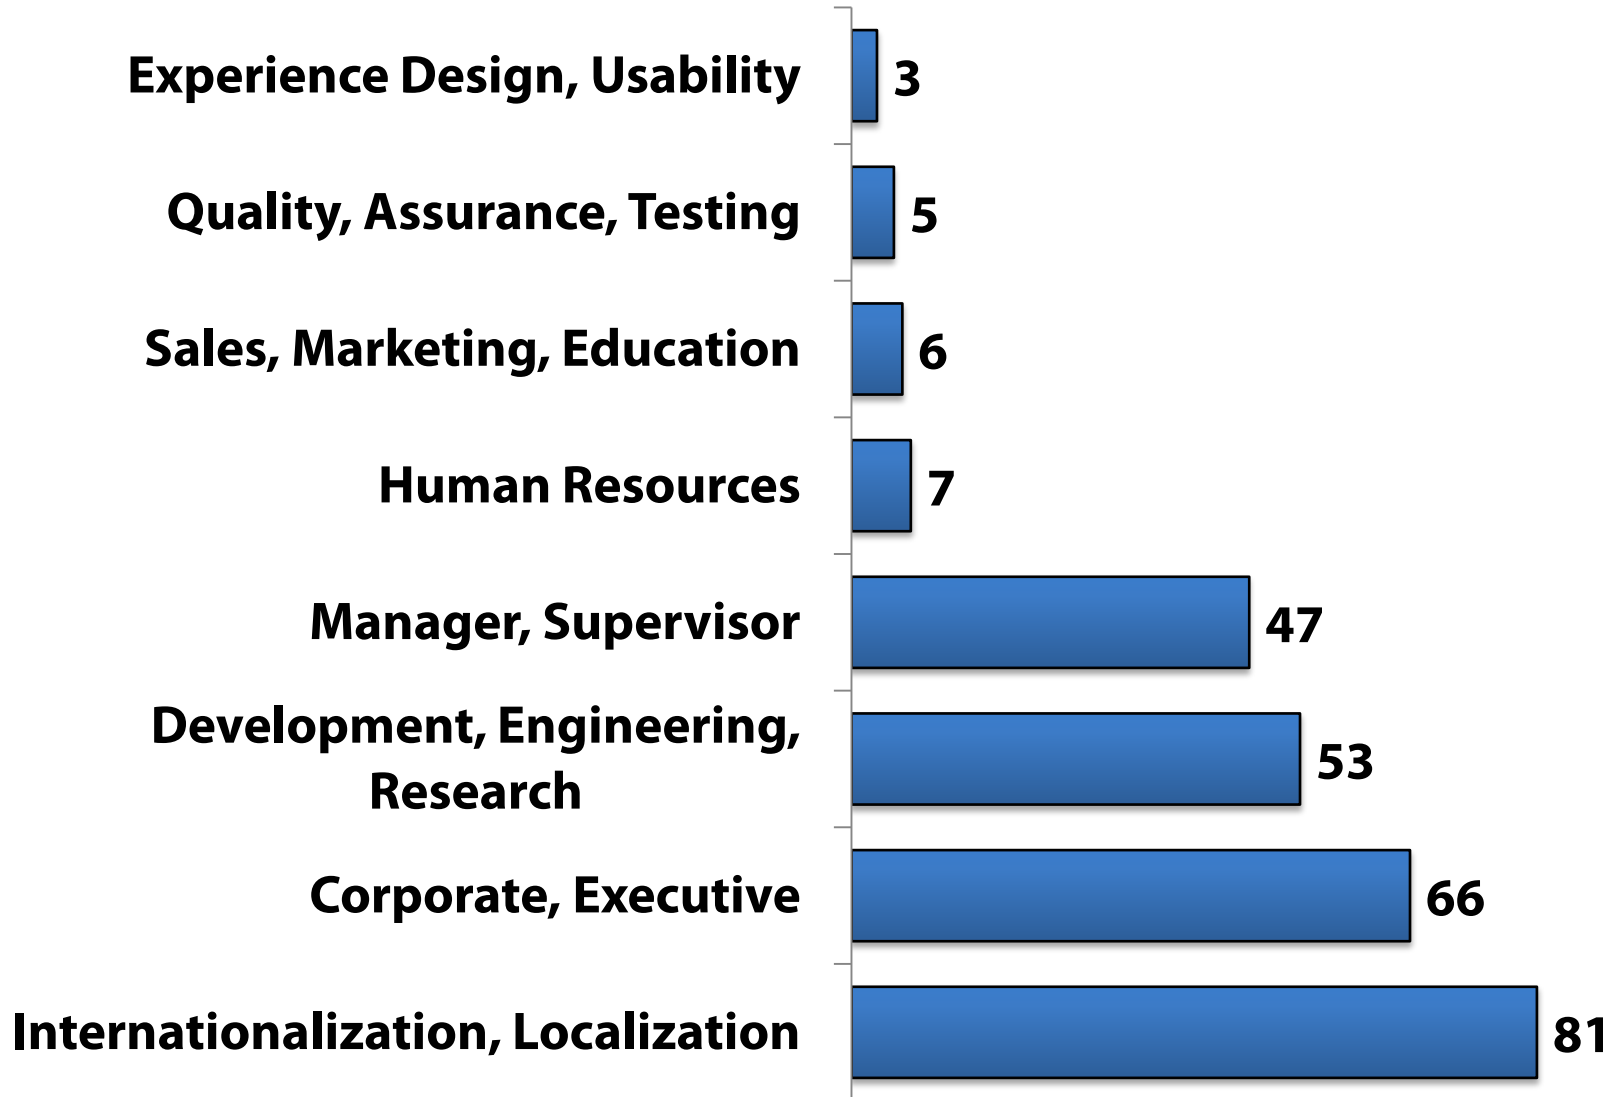 Experience Design, Usability 3
Quality, Assurance, Testing 5
Sales, Marketing, Education 6
Human Resources 7
Manager, Supervisor 47
Development, Engineering,
Research 53
Corporate, Executive 66
Internationalization, Localization 81